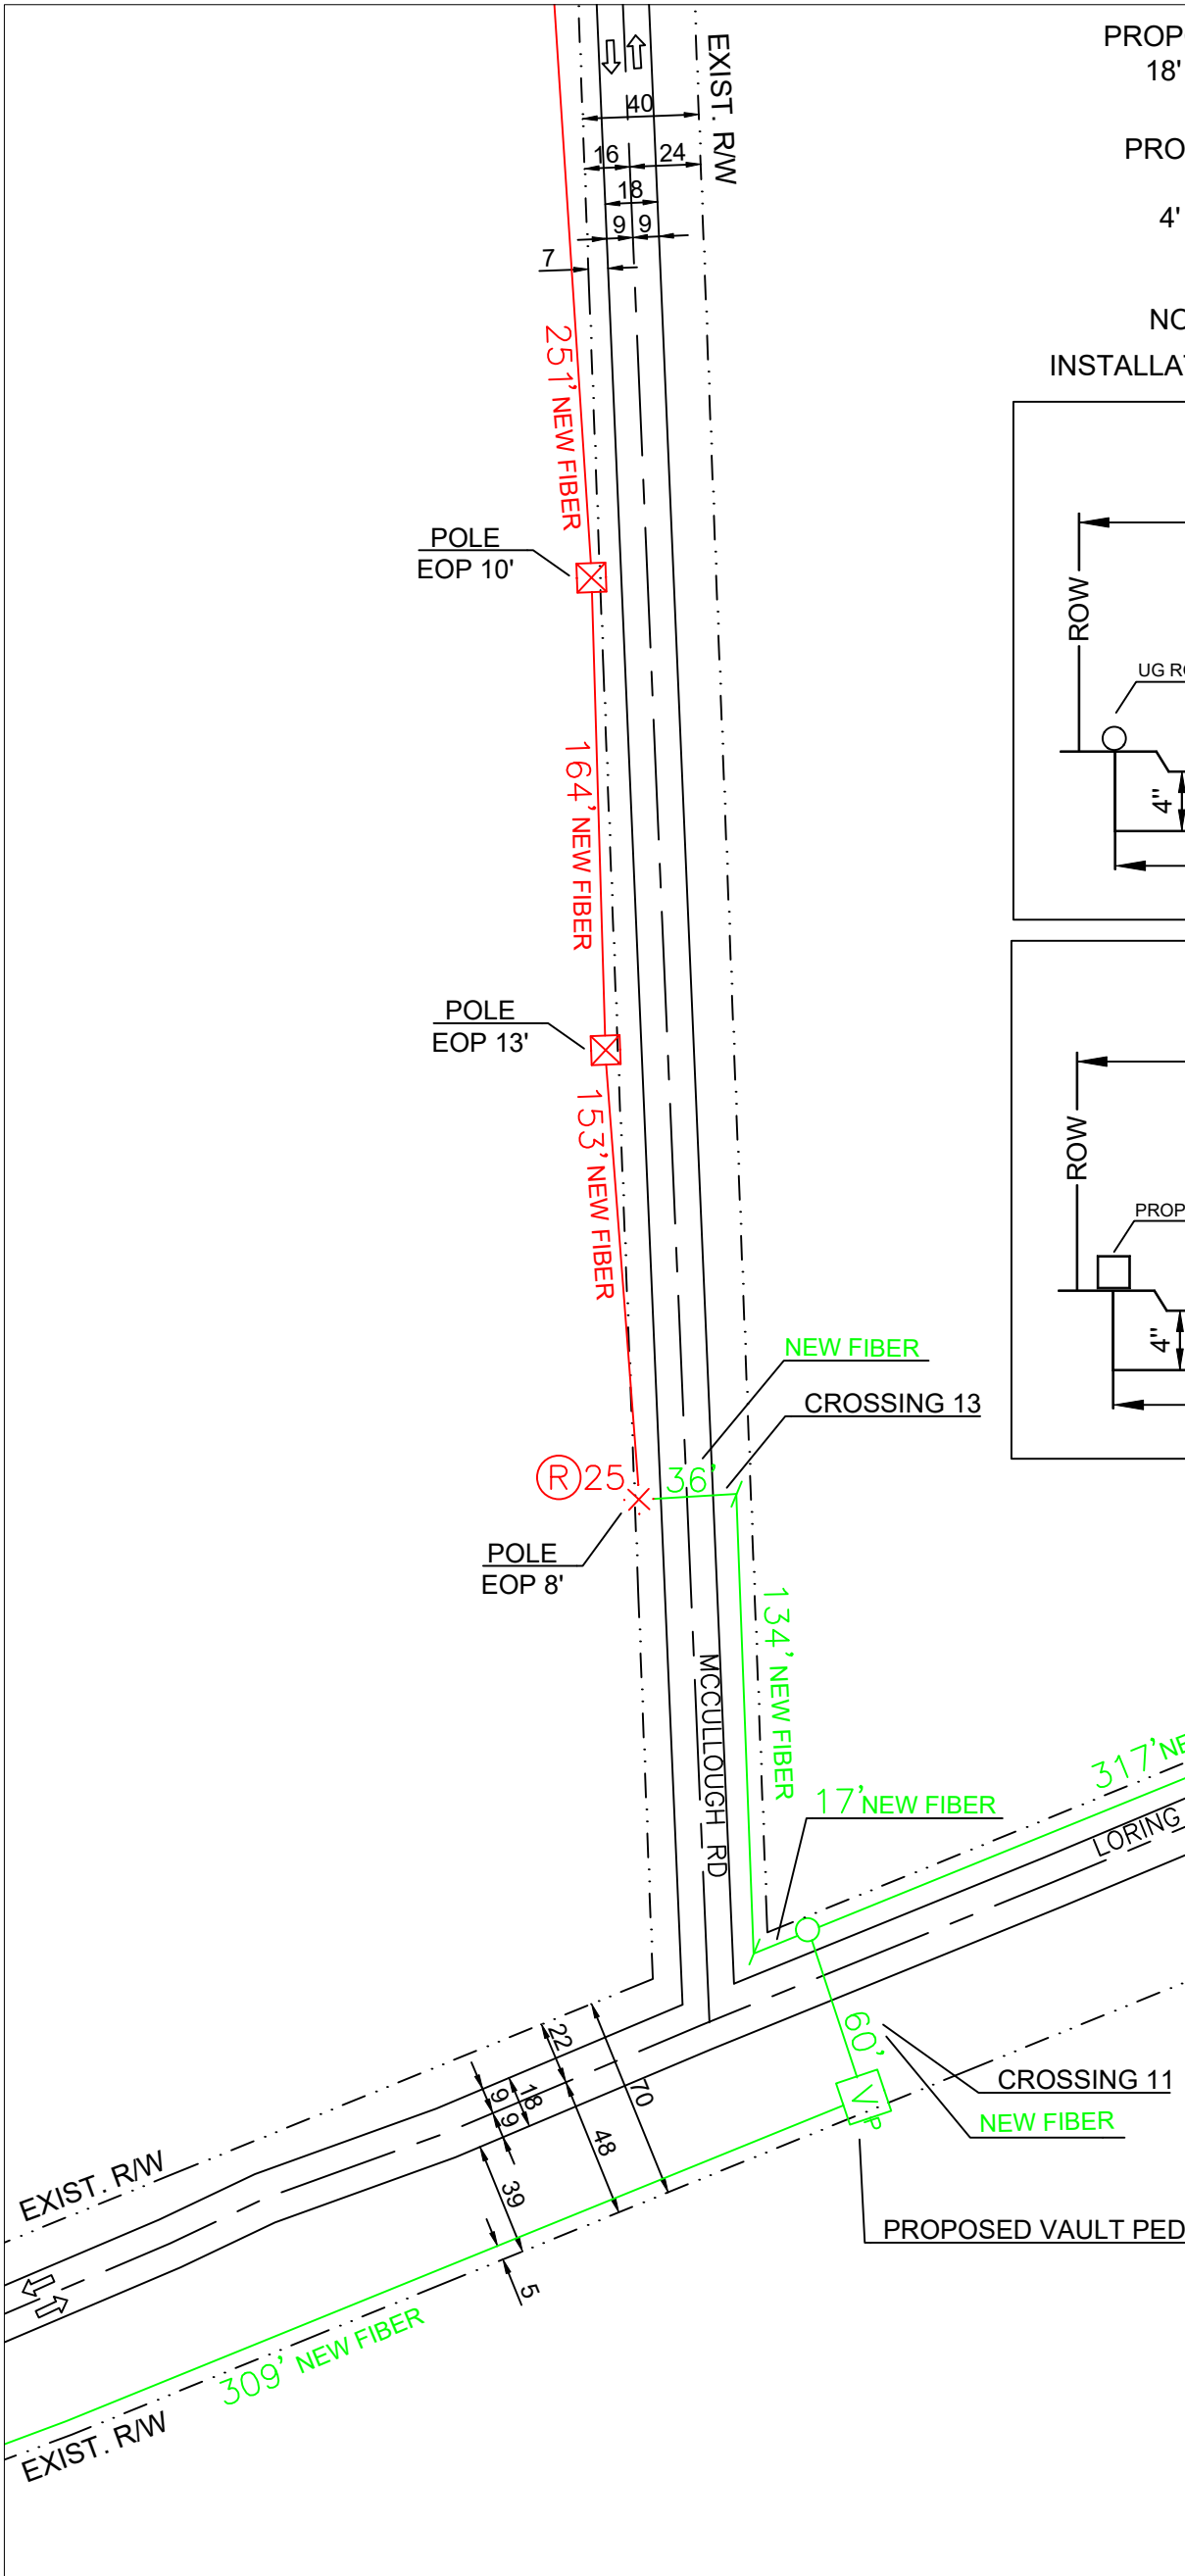 PROP
18'
PRO
4'
NO
INSTALLA
EXIST. R/W
40
16
24
18
9
9
7
251' NEW FIBER
POLE
EOP 10'
ROW
UG R
4"
164' NEW FIBER
POLE
EOP 13'
153' NEW FIBER
ROW
PROP
4"
NEW FIBER
CROSSING 13
R 25
36'
POLE
EOP 8'
134' NEW FIBER
MCCULLOUGH RD
17' NEW FIBER
317' NE
LORING
60'
CROSSING 11
NEW FIBER
VP
PROPOSED VAULT PED
22
70
18
9
9
48
39
5
EXIST. R/W
309' NEW FIBER
EXIST. R/W